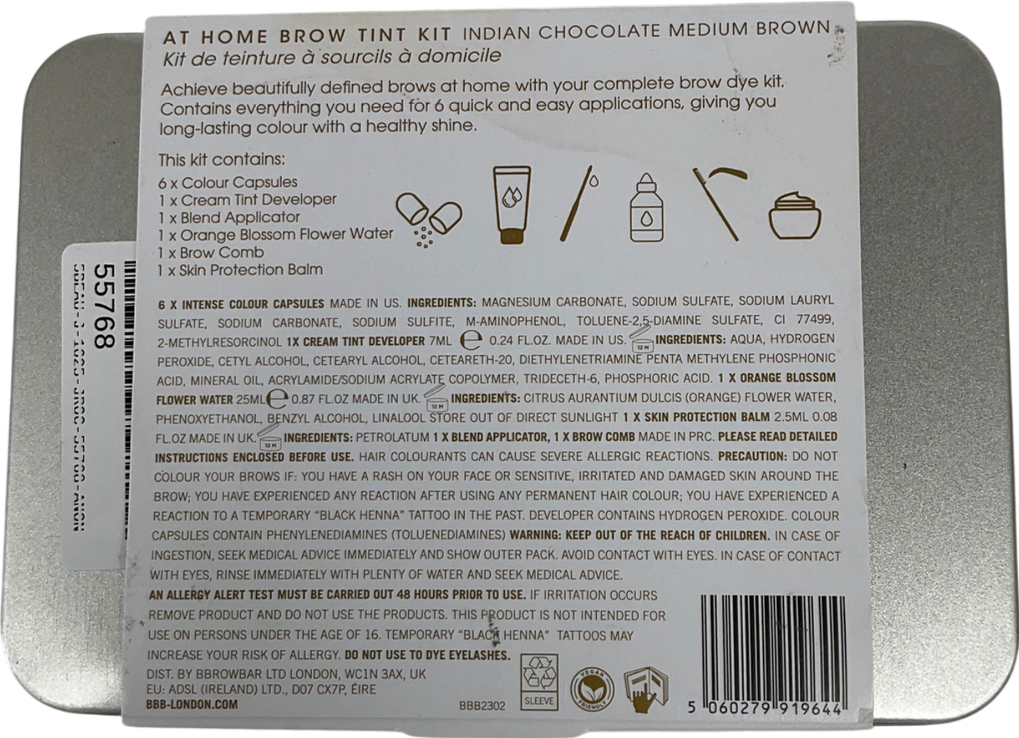 AT HOME BROW TINT KIT INDIAN CHOCOLATE MEDIUM BROWN
Kit de teinture à sourcils à domicile
Achieve beautifully defined brows at home with your complete brow dye kit.
Contains everything you need for 6 quick and easy applications, giving you
long-lasting colour with a healthy shine.
This kit contains:
6 x Colour Capsules
1 x Cream Tint Developer
1 x Blend Applicator
1 x Orange Blossom Flower Water
1 x Brow Comb
1 x Skin Protection Balm
6 X INTENSE COLOUR CAPSULES MADE IN US. INGREDIENTS: MAGNESIUM CARBONATE, SODIUM SULFATE, SODIUM LAURYL
SULFATE, SODIUM CARBONATE, SODIUM SULFITE, M-AMINOPHENOL, TOLUENE-2,5-DIAMINE SULFATE, CI 77499,
2-METHYLRESORCINOL 1X CREAM TINT DEVELOPER 7ML e 0.24 FL.OZ. MADE IN US. 12 M INGREDIENTS: AQUA, HYDROGEN
PEROXIDE, CETYL ALCOHOL, CETEARYL ALCOHOL, CETEARETH-20, DIETHYLENETRIAMINE PENTA METHYLENE PHOSPHONIC
ACID, MINERAL OIL, ACRYLAMIDE/SODIUM ACRYLATE COPOLYMER, TRIDECETH-6, PHOSPHORIC ACID. 1 X ORANGE BLOSSOM
FLOWER WATER 25ML e 0.87 FL.OZ MADE IN UK. 12 M INGREDIENTS: CITRUS AURANTIUM DULCIS (ORANGE) FLOWER WATER,
PHENOXYETHANOL, BENZYL ALCOHOL, LINALOOL STORE OUT OF DIRECT SUNLIGHT 1 X SKIN PROTECTION BALM 2.5ML 0.08
FL.OZ MADE IN UK. 12 M INGREDIENTS: PETROLATUM 1 X BLEND APPLICATOR, 1 X BROW COMB MADE IN PRC. PLEASE READ DETAILED
INSTRUCTIONS ENCLOSED BEFORE USE. HAIR COLOURANTS CAN CAUSE SEVERE ALLERGIC REACTIONS. PRECAUTION: DO NOT
COLOUR YOUR BROWS IF: YOU HAVE A RASH ON YOUR FACE OR SENSITIVE, IRRITATED AND DAMAGED SKIN AROUND THE
BROW; YOU HAVE EXPERIENCED ANY REACTION AFTER USING ANY PERMANENT HAIR COLOUR; YOU HAVE EXPERIENCED A
REACTION TO A TEMPORARY "BLACK HENNA" TATTOO IN THE PAST. DEVELOPER CONTAINS HYDROGEN PEROXIDE. COLOUR
CAPSULES CONTAIN PHENYLENEDIAMINES (TOLUENEDIAMINES) WARNING: KEEP OUT OF THE REACH OF CHILDREN. IN CASE OF
INGESTION, SEEK MEDICAL ADVICE IMMEDIATELY AND SHOW OUTER PACK. AVOID CONTACT WITH EYES. IN CASE OF CONTACT
WITH EYES, RINSE IMMEDIATELY WITH PLENTY OF WATER AND SEEK MEDICAL ADVICE.
AN ALLERGY ALERT TEST MUST BE CARRIED OUT 48 HOURS PRIOR TO USE. IF IRRITATION OCCURS
REMOVE PRODUCT AND DO NOT USE THE PRODUCTS. THIS PRODUCT IS NOT INTENDED FOR
USE ON PERSONS UNDER THE AGE OF 16. TEMPORARY "BLACK HENNA" TATTOOS MAY
INCREASE YOUR RISK OF ALLERGY. DO NOT USE TO DYE EYELASHES.
DIST. BY BBROWBAR LTD LONDON, WC1N 3AX, UK
EU: ADSL (IRELAND) LTD., D07 CX7P, ÉIRE
BBB-LONDON.COM
BBB2302
SLEEVE
VEGAN FRIENDLY
5 060279 919644
55768